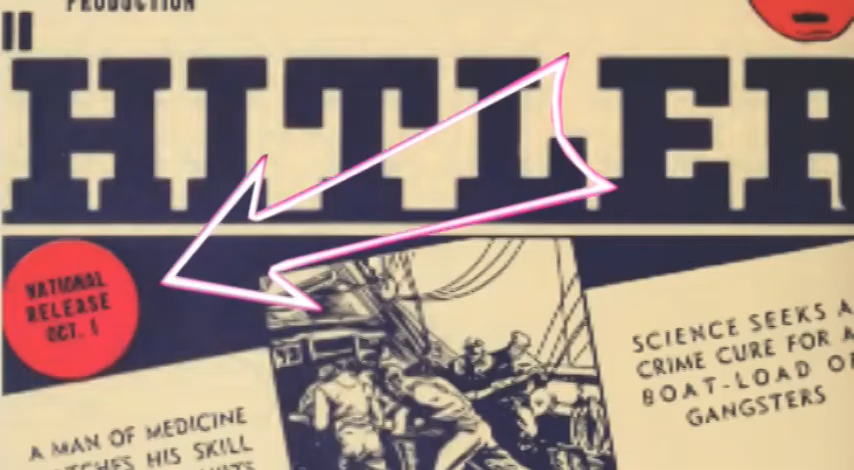 PRODUCTION
HITLER
NATIONAL
RELEASE
OCT. 1
SCIENCE SEEKS A
CRIME CURE FOR A
BOAT-LOAD OF
GANGSTERS
A MAN OF MEDICINE
HIS SKILL